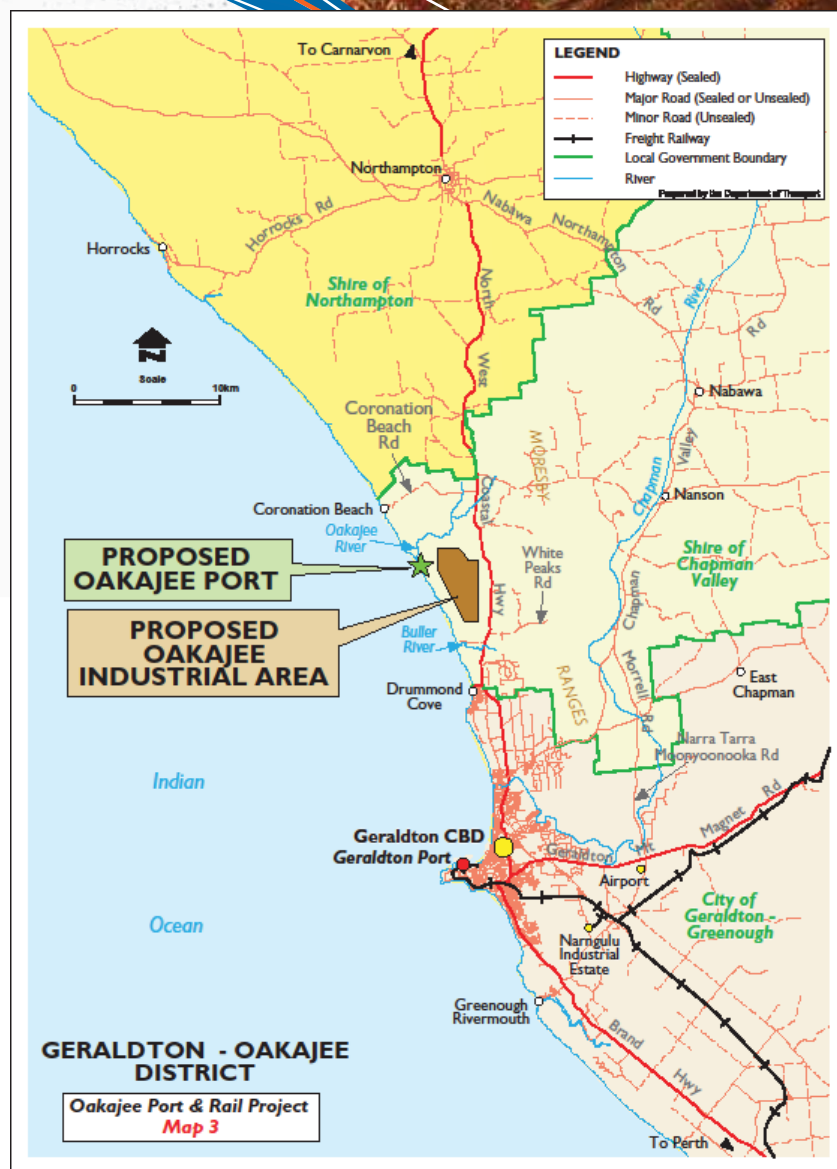 To Carnarvon
LEGEND
Highway (Sealed)
Major Road (Sealed or Unsealed)
Minor Road (Unsealed)
Freight Railway
Local Government Boundary
River
Prepared by the Department of Transport
Northampton
Horrocks Rd
Nabawa Northampton Rd
Horrocks
Shire of
Northampton
North West Coastal Hwy
River
Rd
N
Scale
0 10km
Nabawa
Coronation
Beach
Rd
MORESBY
Valley
Chapman
Nanson
Coronation Beach
Oakajee
River
White
Peaks
Rd
Shire of
Chapman
Valley
PROPOSED
OAKAJEE PORT
PROPOSED
OAKAJEE
INDUSTRIAL AREA
Chapman
Buller
River
Morrell Rd
RANGES
East
Chapman
Drummond
Cove
Narra Tarra
Moonyoonooka Rd
Indian
Geraldton Mt Magnet Rd
Geraldton CBD
Geraldton Port
Airport
City of
Geraldton -
Greenough
Ocean
Narngulu
Industrial
Estate
Greenough
Rivermouth
Brand Hwy
GERALDTON - OAKAJEE
DISTRICT
Oakajee Port & Rail Project
Map 3
To Perth